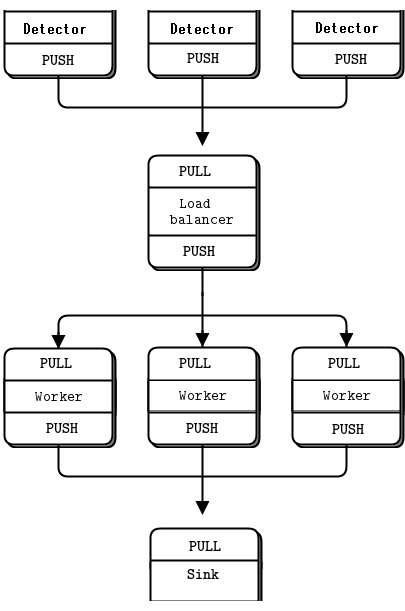 Detector Detector Detector
PUSH PUSH PUSH
PULL
Load
balancer
PUSH
PULL PULL PULL
Worker Worker Worker
PUSH PUSH PUSH
PULL
Sink